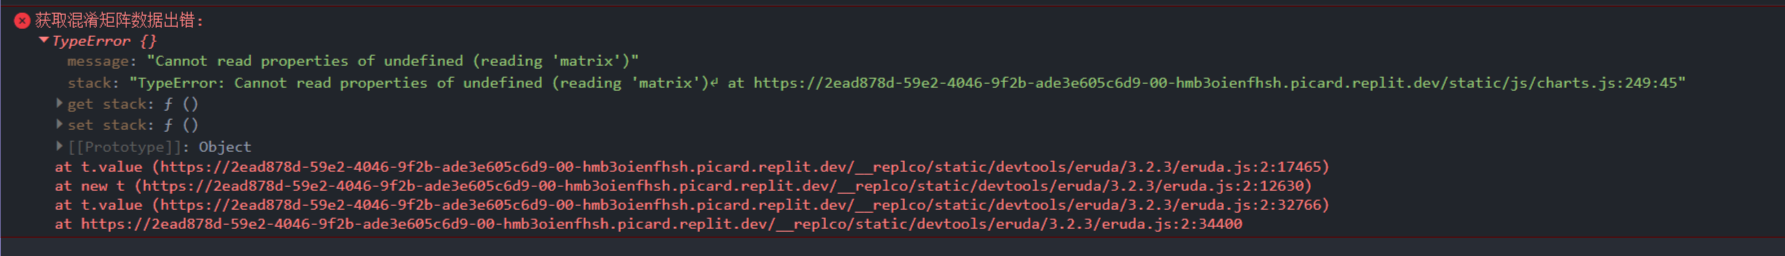 获取混淆矩阵数据出错:
TypeError {}
message: "Cannot read properties of undefined (reading 'matrix')"
stack: "TypeError: Cannot read properties of undefined (reading 'matrix')↵ at https://2ead878d-59e2-4046-9f2b-ade3e605c6d9-00-hmb3oienfhsh.picard.replit.dev/static/js/charts.js:249:45"
get stack: ƒ ()
set stack: ƒ ()
[[Prototype]]: Object
at t.value (https://2ead878d-59e2-4046-9f2b-ade3e605c6d9-00-hmb3oienfhsh.picard.replit.dev/__replco/static/devtools/eruda/3.2.3/eruda.js:2:17465)
at new t (https://2ead878d-59e2-4046-9f2b-ade3e605c6d9-00-hmb3oienfhsh.picard.replit.dev/__replco/static/devtools/eruda/3.2.3/eruda.js:2:12630)
at t.value (https://2ead878d-59e2-4046-9f2b-ade3e605c6d9-00-hmb3oienfhsh.picard.replit.dev/__replco/static/devtools/eruda/3.2.3/eruda.js:2:32766)
at https://2ead878d-59e2-4046-9f2b-ade3e605c6d9-00-hmb3oienfhsh.picard.replit.dev/__replco/static/devtools/eruda/3.2.3/eruda.js:2:34400